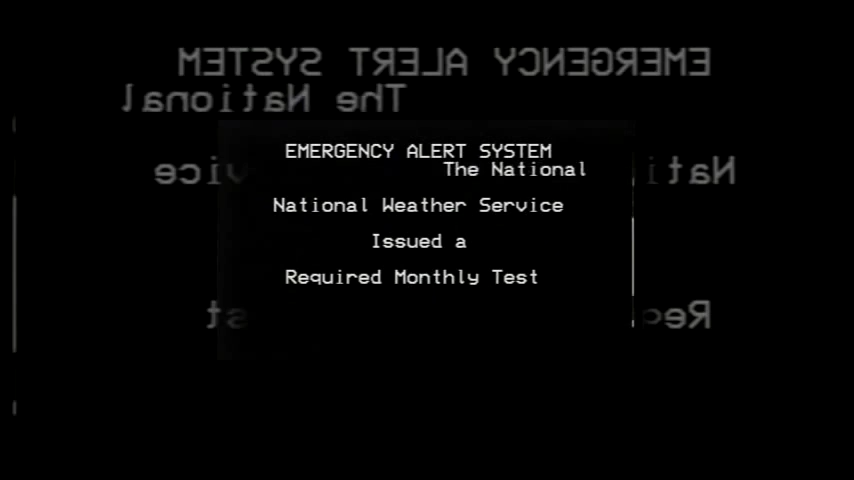 EMERGENCY ALERT SYSTEM
The National
National Weather Service
Issued a
Required Monthly Test